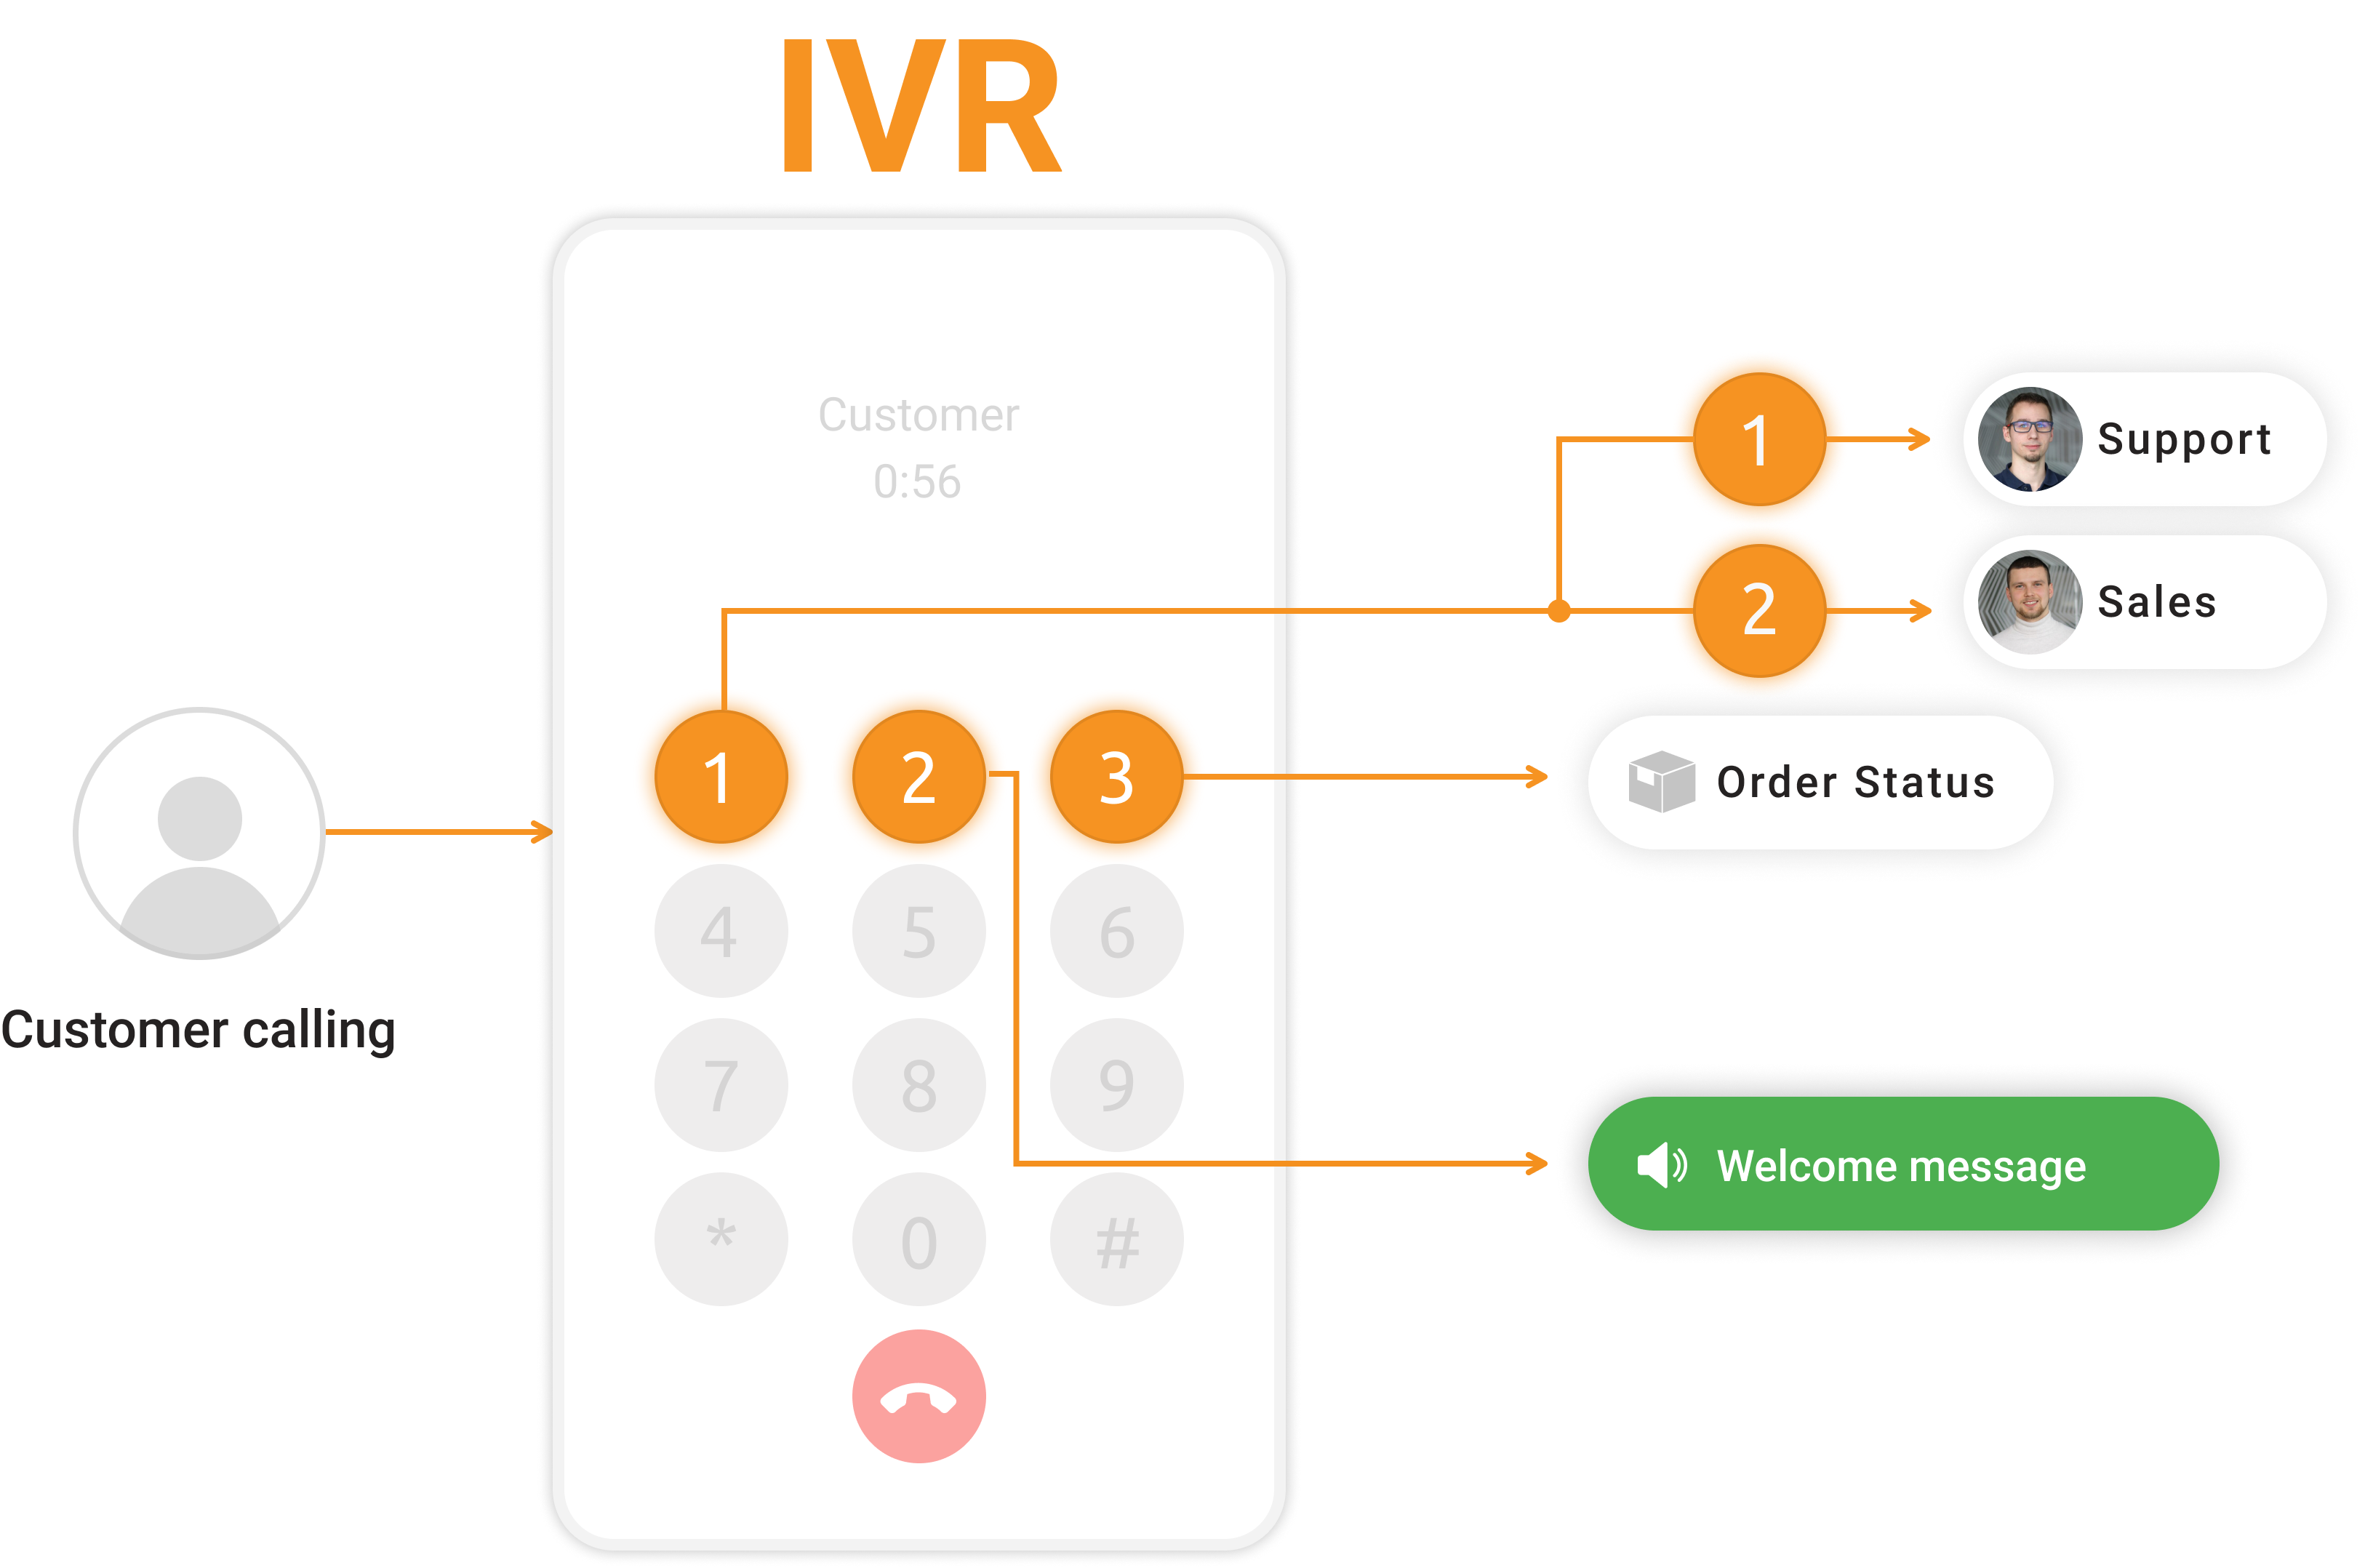 IVR
Customer
0:56
1
Support
2
Sales
1 2 3
Order Status
4 5 6
Customer calling
7 8 9
Welcome message
* 0 #